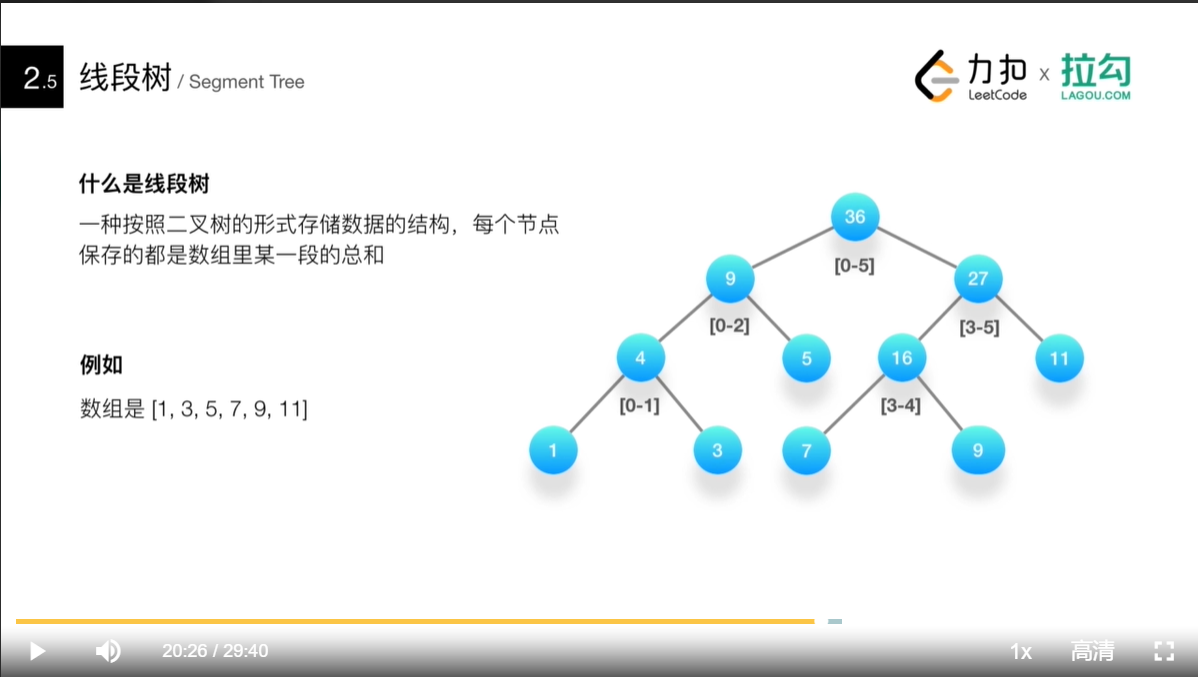 2.5 线段树 / Segment Tree
力扣 LeetCode x 拉勾 LAGOU.COM
什么是线段树
一种按照二叉树的形式存储数据的结构，每个节点
保存的都是数组里某一段的总和
例如
数组是 [1, 3, 5, 7, 9, 11]
36
[0-5]
9
27
[0-2]
[3-5]
4
5
16
11
[0-1]
[3-4]
1
3
7
9
20:26 / 29:40
1x
高清